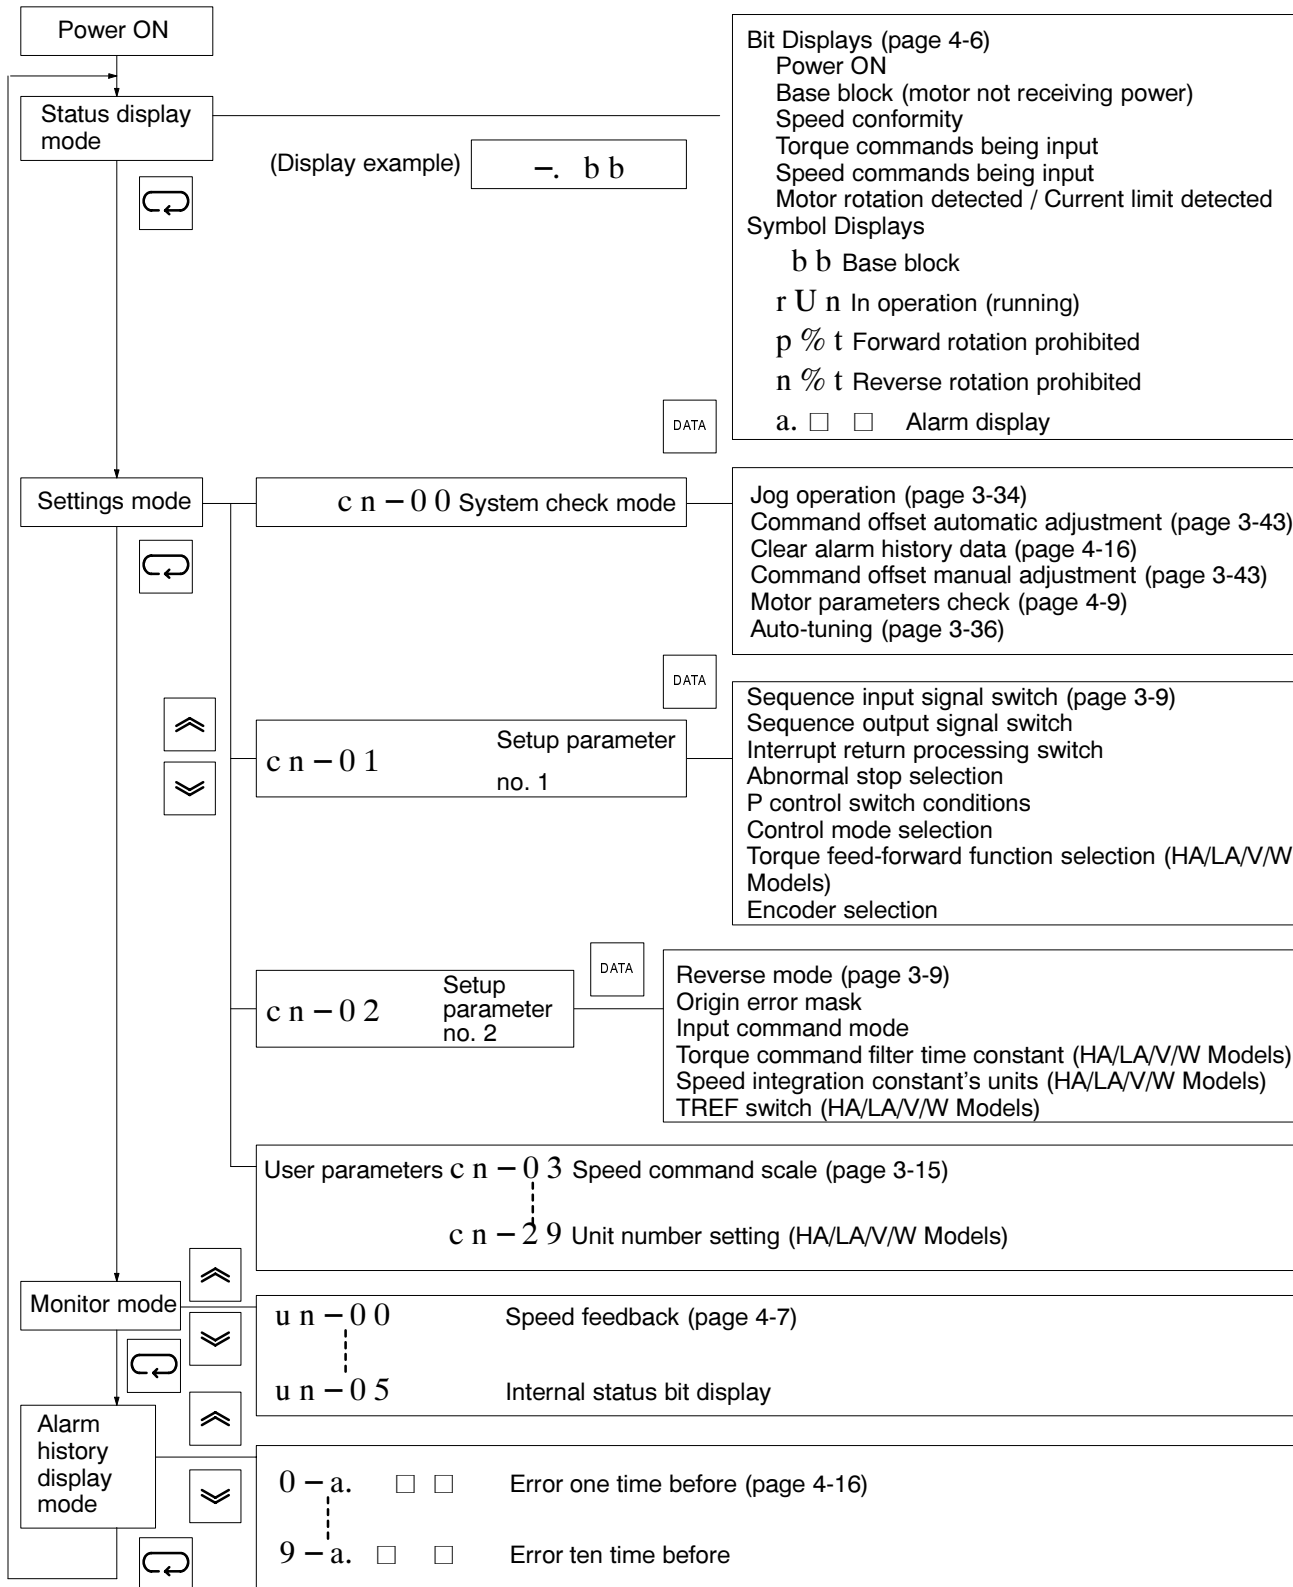 Power ON
Status display
mode
(Display example)
–. b b
Bit Displays (page 4-6)
Power ON
Base block (motor not receiving power)
Speed conformity
Torque commands being input
Speed commands being input
Motor rotation detected / Current limit detected
Symbol Displays
b b Base block
r U n In operation (running)
p % t Forward rotation prohibited
n % t Reverse rotation prohibited
a. □ □ Alarm display
DATA
Settings mode
c n – 0 0 System check mode
Jog operation (page 3-34)
Command offset automatic adjustment (page 3-43)
Clear alarm history data (page 4-16)
Command offset manual adjustment (page 3-43)
Motor parameters check (page 4-9)
Auto-tuning (page 3-36)
DATA
c n – 0 1 Setup parameter
no. 1
Sequence input signal switch (page 3-9)
Sequence output signal switch
Interrupt return processing switch
Abnormal stop selection
P control switch conditions
Control mode selection
Torque feed-forward function selection (HA/LA/V/W
Models)
Encoder selection
DATA
c n – 0 2 Setup
parameter
no. 2
Reverse mode (page 3-9)
Origin error mask
Input command mode
Torque command filter time constant (HA/LA/V/W Models)
Speed integration constant’s units (HA/LA/V/W Models)
TREF switch (HA/LA/V/W Models)
User parameters c n – 0 3 Speed command scale (page 3-15)
c n – 2 9 Unit number setting (HA/LA/V/W Models)
Monitor mode
u n – 0 0 Speed feedback (page 4-7)
u n – 0 5 Internal status bit display
Alarm
history
display
mode
0 – a. □ □ Error one time before (page 4-16)
9 – a. □ □ Error ten time before